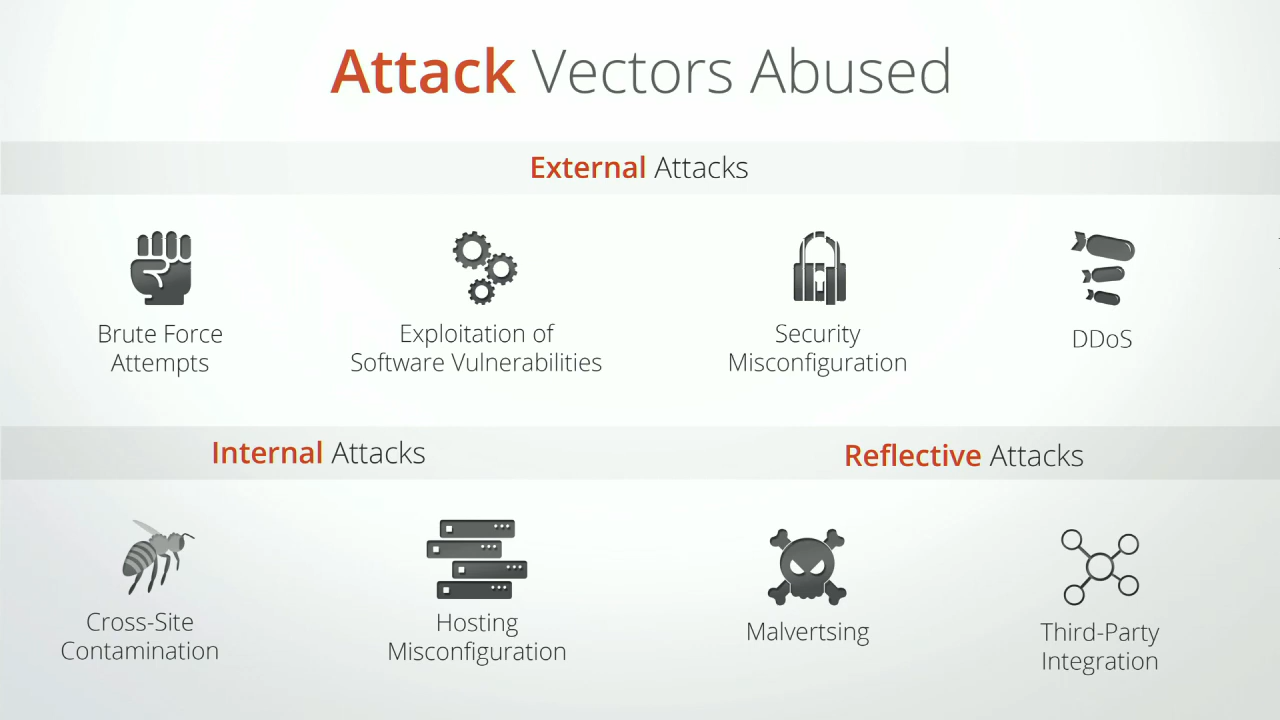 Attack Vectors Abused
External Attacks
Brute Force
Attempts
Exploitation of
Software Vulnerabilities
Security
Misconfiguration
DDoS
Internal Attacks
Reflective Attacks
Cross-Site
Contamination
Hosting
Misconfiguration
Malvertsing
Third-Party
Integration